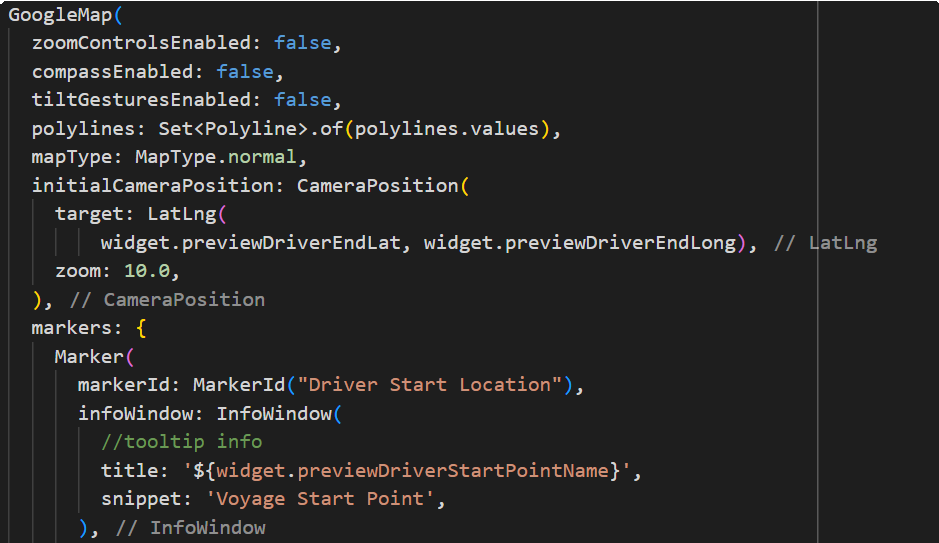 GoogleMap(
zoomControlsEnabled: false,
compassEnabled: false,
tiltGesturesEnabled: false,
polylines: Set<Polyline>.of(polylines.values),
mapType: MapType.normal,
initialCameraPosition: CameraPosition(
target: LatLng(
widget.previewDriverEndLat, widget.previewDriverEndLong), // LatLng
zoom: 10.0,
), // CameraPosition
markers: {
Marker(
markerId: MarkerId("Driver Start Location"),
infoWindow: InfoWindow(
//tooltip info
title: '${widget.previewDriverStartPointName}',
snippet: 'Voyage Start Point',
), // InfoWindow